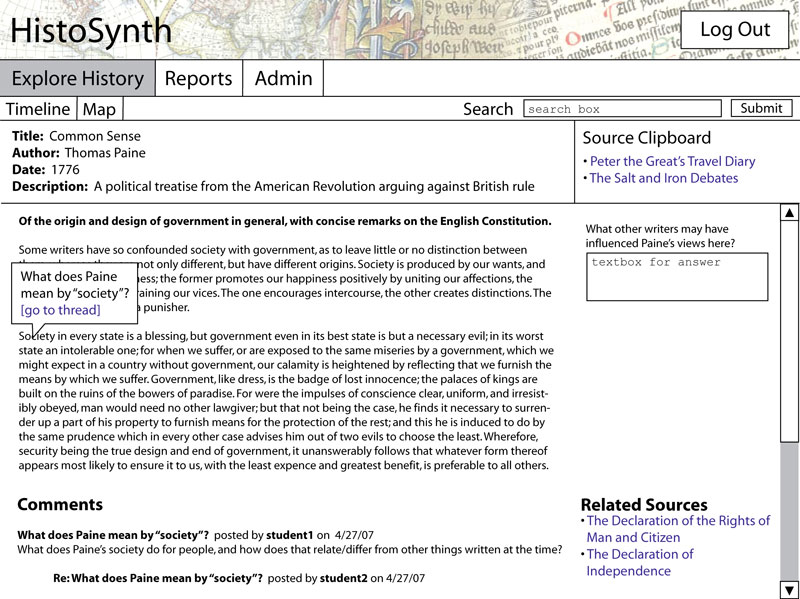 HistoSynth
Log Out
Explore History
Reports
Admin
Timeline
Map
Search
search box
Submit
Title: Common Sense
Author: Thomas Paine
Date: 1776
Description: A political treatise from the American Revolution arguing against British rule
Source Clipboard
• Peter the Great's Travel Diary
• The Salt and Iron Debates
Of the origin and design of government in general, with concise remarks on the English Constitution.
Some writers have so confounded society with government, as to leave little or no distinction between
not only different, but have different origins. Society is produced by our wants, and
ness; the former promotes our happiness positively by uniting our affections, the
raining our vices. The one encourages intercourse, the other creates distinctions. The
a punisher.
What does Paine
mean by "society"?
[go to thread]
Society in every state is a blessing, but government even in its best state is but a necessary evil; in its worst
state an intolerable one; for when we suffer, or are exposed to the same miseries by a government, which we
might expect in a country without government, our calamity is heightened by reflecting that we furnish the
means by which we suffer. Government, like dress, is the badge of lost innocence; the palaces of kings are
built on the ruins of the bowers of paradise. For were the impulses of conscience clear, uniform, and irresist-
ibly obeyed, man would need no other lawgiver; but that not being the case, he finds it necessary to surren-
der up a part of his property to furnish means for the protection of the rest; and this he is induced to do by
the same prudence which in every other case advises him out of two evils to choose the least. Wherefore,
security being the true design and end of government, it unanswerably follows that whatever form thereof
appears most likely to ensure it to us, with the least expence and greatest benefit, is preferable to all others.
What other writers may have
influenced Paine's views here?
textbox for answer
Comments
What does Paine mean by "society"? posted by student1 on 4/27/07
What does Paine's society do for people, and how does that relate/differ from other things written at the time?
Re: What does Paine mean by "society"? posted by student2 on 4/27/07
Related Sources
• The Declaration of the Rights of
Man and Citizen
• The Declaration of
Independence